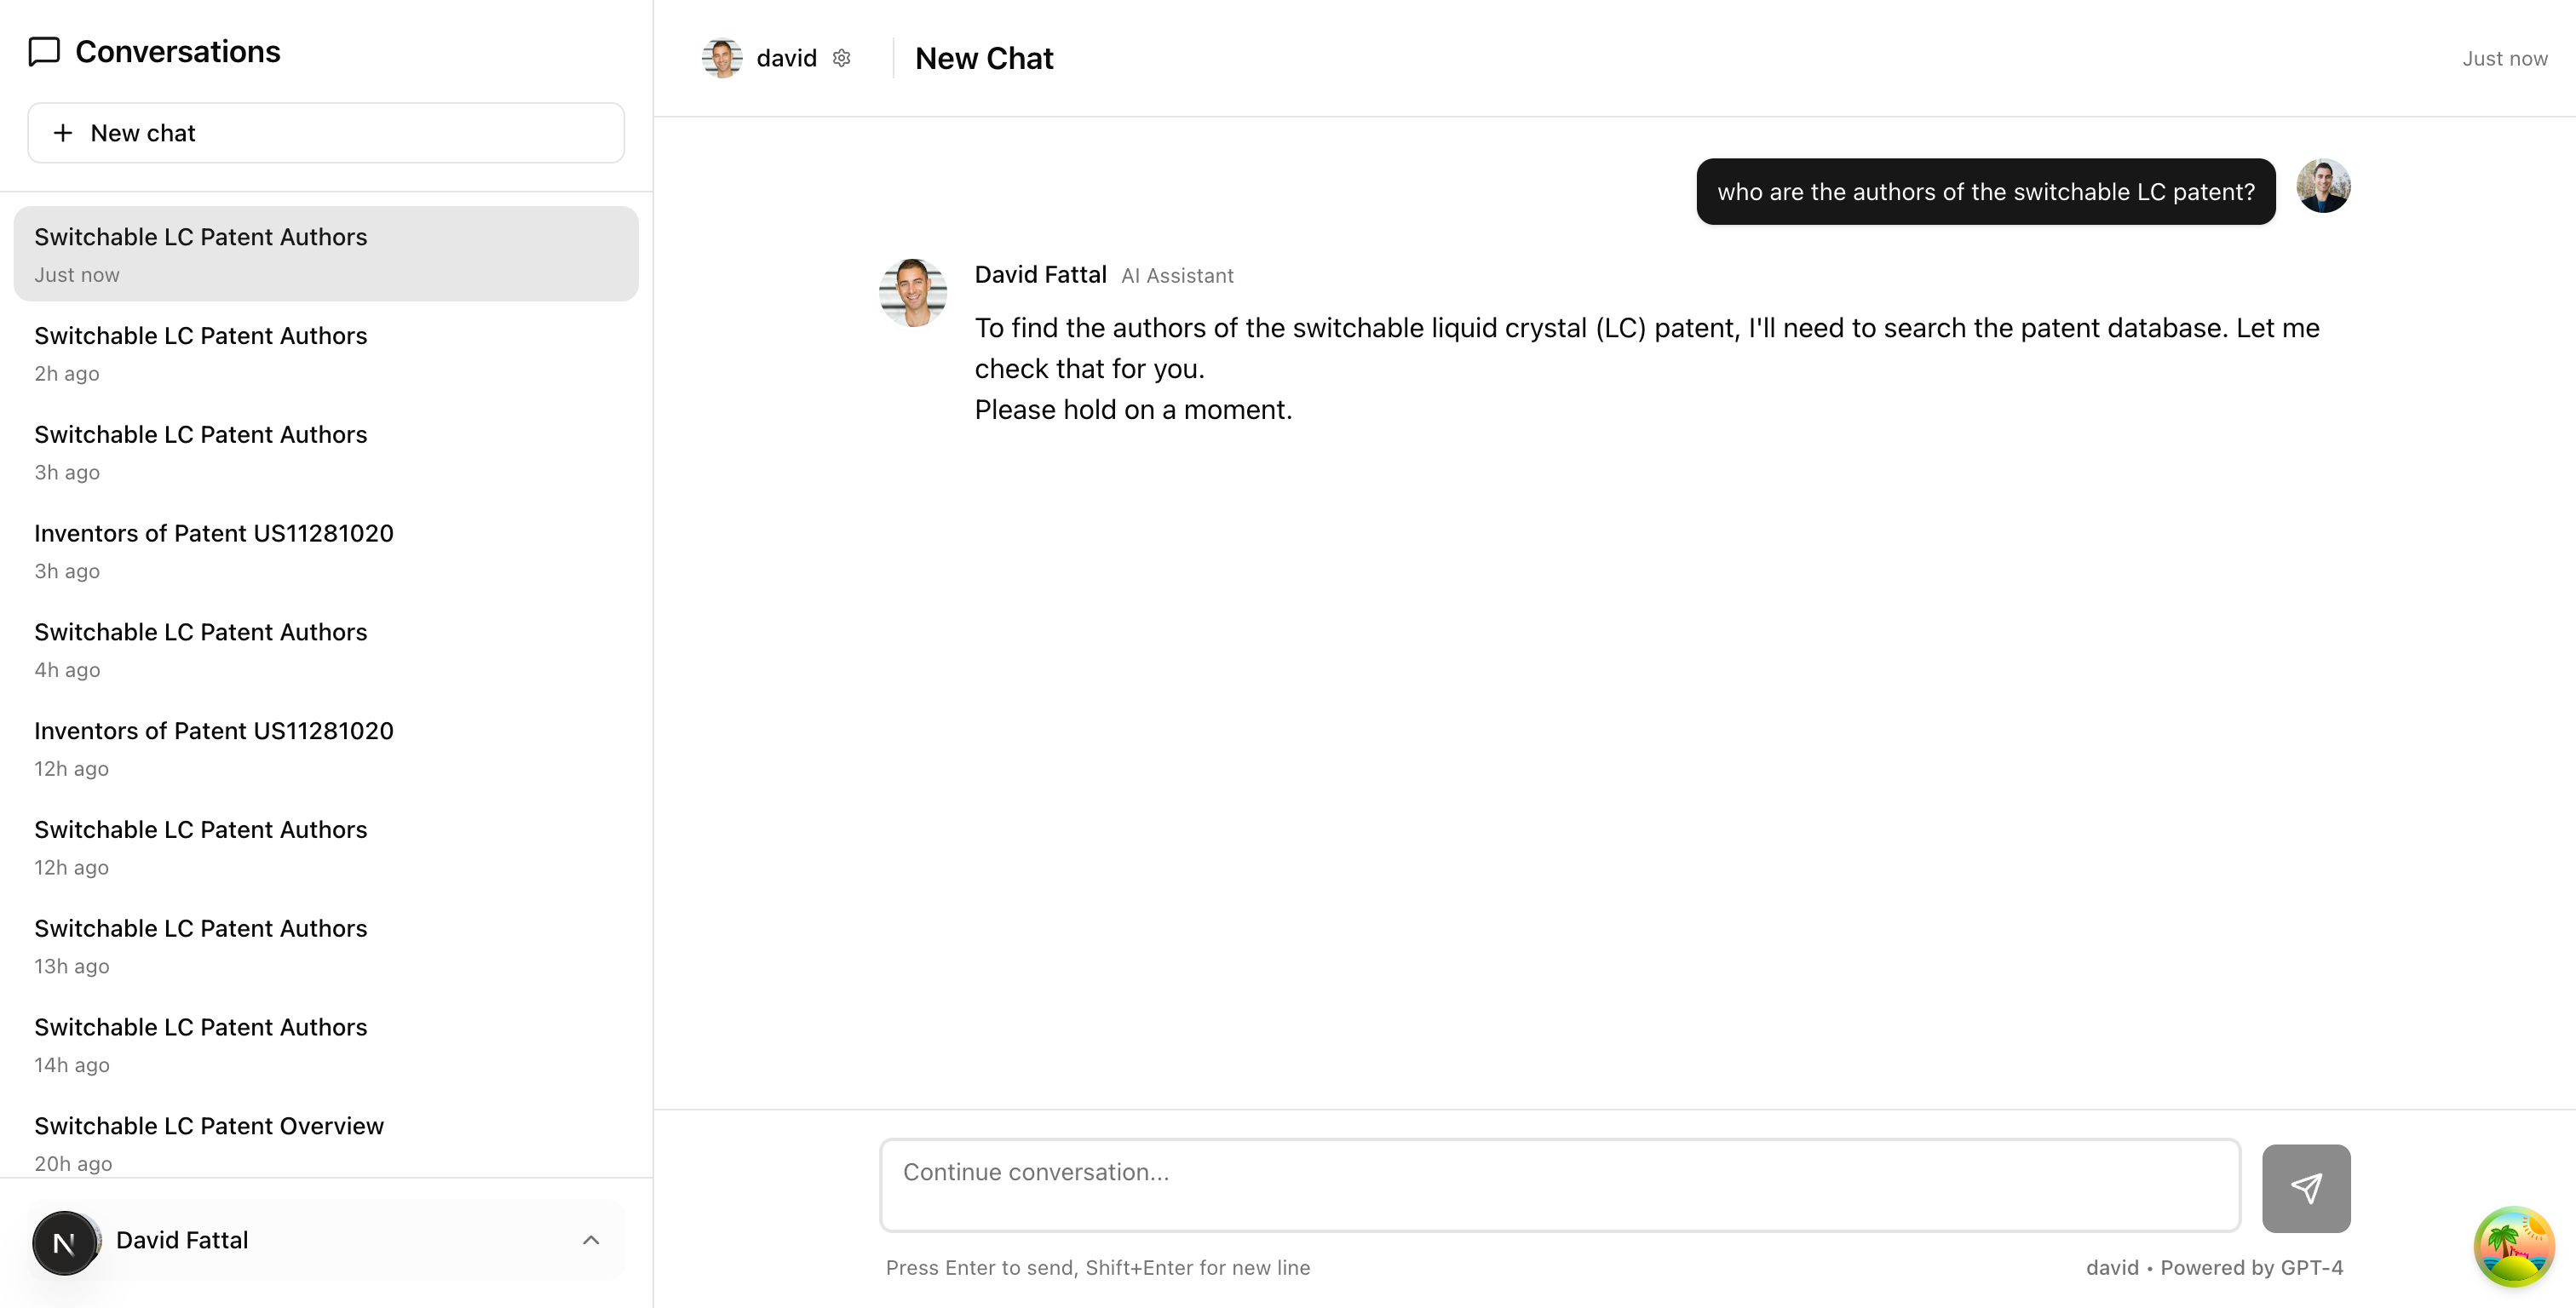 Conversations
New chat
Switchable LC Patent Authors
Just now
Switchable LC Patent Authors
2h ago
Switchable LC Patent Authors
3h ago
Inventors of Patent US11281020
3h ago
Switchable LC Patent Authors
4h ago
Inventors of Patent US11281020
12h ago
Switchable LC Patent Authors
12h ago
Switchable LC Patent Authors
13h ago
Switchable LC Patent Authors
14h ago
Switchable LC Patent Overview
20h ago
N
David Fattal
david
New Chat
Just now
who are the authors of the switchable LC patent?
David Fattal AI Assistant
To find the authors of the switchable liquid crystal (LC) patent, I'll need to search the patent database. Let me
check that for you.
Please hold on a moment.
Continue conversation...
Press Enter to send, Shift+Enter for new line
david • Powered by GPT-4